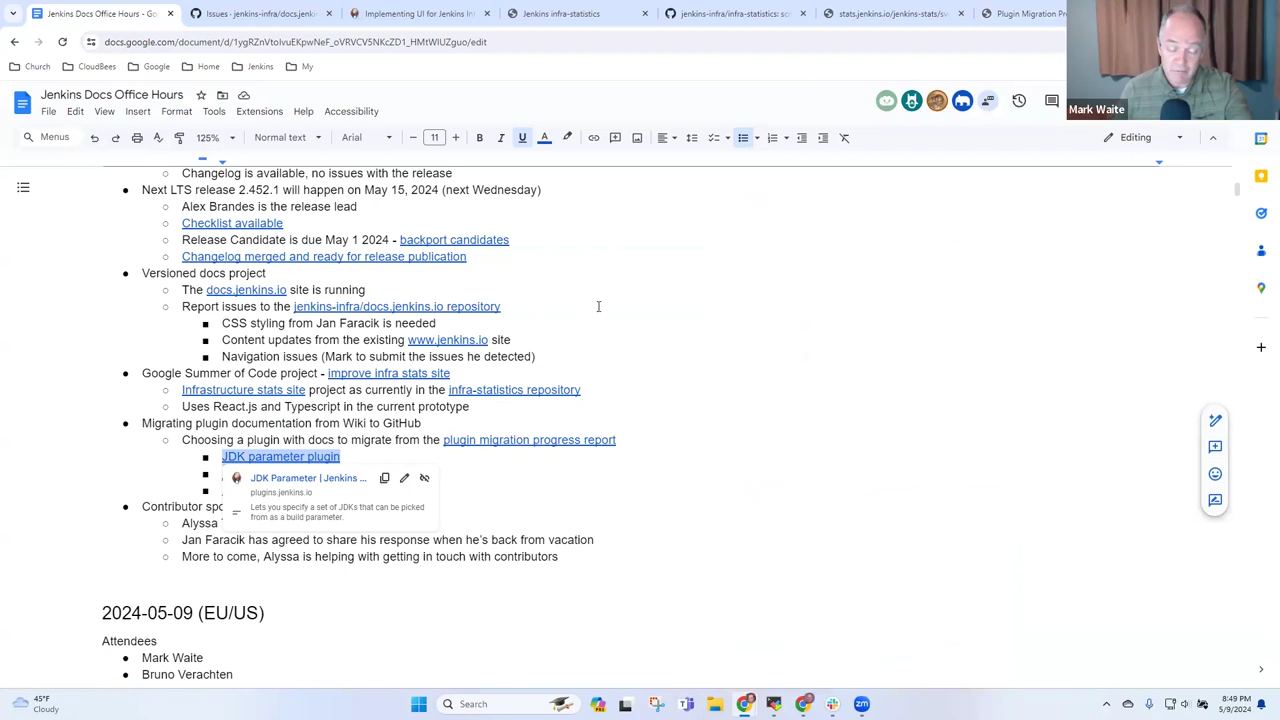 Jenkins Docs Office Hours - G
Issues · jenkins-infra/docs.jenkin
Implementing UI for Jenkins Inf
Jenkins infra-statistics
jenkins-infra/infra-statistics: sc
stats.jenkins.io/jenkins-stats/sv
Plugin Migration Pro
docs.google.com/document/d/1ygRZnVtolvuEKpwNeF_oVRVCV5NKcZD1_HMtWIUZguo/edit
Church
CloudBees
Google
Home
Jenkins
My
Jenkins Docs Office Hours
File Edit View Insert Format Tools Extensions Help Accessibility
Menus
125%
Normal text
Arial
11
Editing
Changelog is available, no issues with the release
Next LTS release 2.452.1 will happen on May 15, 2024 (next Wednesday)
Alex Brandes is the release lead
Checklist available
Release Candidate is due May 1 2024 - backport candidates
Changelog merged and ready for release publication
Versioned docs project
The docs.jenkins.io site is running
Report issues to the jenkins-infra/docs.jenkins.io repository
CSS styling from Jan Faracik is needed
Content updates from the existing www.jenkins.io site
Navigation issues (Mark to submit the issues he detected)
Google Summer of Code project - improve infra stats site
Infrastructure stats site project as currently in the infra-statistics repository
Uses React.js and Typescript in the current prototype
Migrating plugin documentation from Wiki to GitHub
Choosing a plugin with docs to migrate from the plugin migration progress report
JDK parameter plugin
JDK Parameter | Jenkins ...
plugins.jenkins.io
Lets you specify a set of JDKs that can be picked
from as a build parameter.
Contributor spo
Alyssa
Jan Faracik has agreed to share his response when he's back from vacation
More to come, Alyssa is helping with getting in touch with contributors
2024-05-09 (EU/US)
Attendees
Mark Waite
Bruno Verachten
Mark Waite
45°F
Cloudy
Search
8:49 PM
5/9/2024